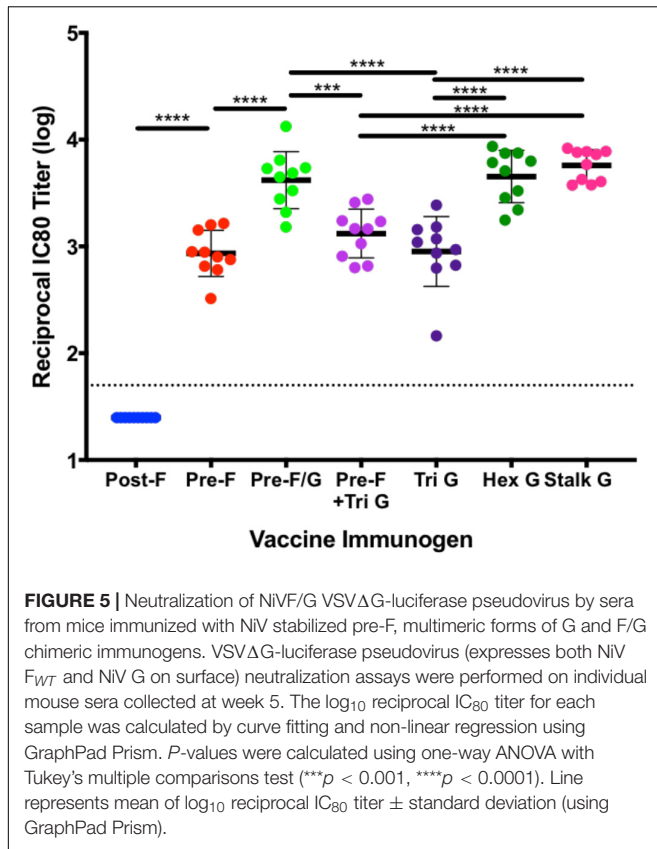 5
4
3
2
1
Reciprocal IC80 Titer (log)
****
****
****
***
****
****
****
****
Post-F Pre-F Pre-F/G Pre-F +Tri G Tri G Hex G Stalk G
Vaccine Immunogen
FIGURE 5 | Neutralization of NiVF/G VSVΔG-luciferase pseudovirus by sera
from mice immunized with NiV stabilized pre-F, multimeric forms of G and F/G
chimeric immunogens. VSVΔG-luciferase pseudovirus (expresses both NiV
F_WT and NiV G on surface) neutralization assays were performed on individual
mouse sera collected at week 5. The log₁₀ reciprocal IC₈₀ titer for each
sample was calculated by curve fitting and non-linear regression using
GraphPad Prism. P-values were calculated using one-way ANOVA with
Tukey's multiple comparisons test (***p < 0.001, ****p < 0.0001). Line
represents mean of log₁₀ reciprocal IC₈₀ titer ± standard deviation (using
GraphPad Prism).